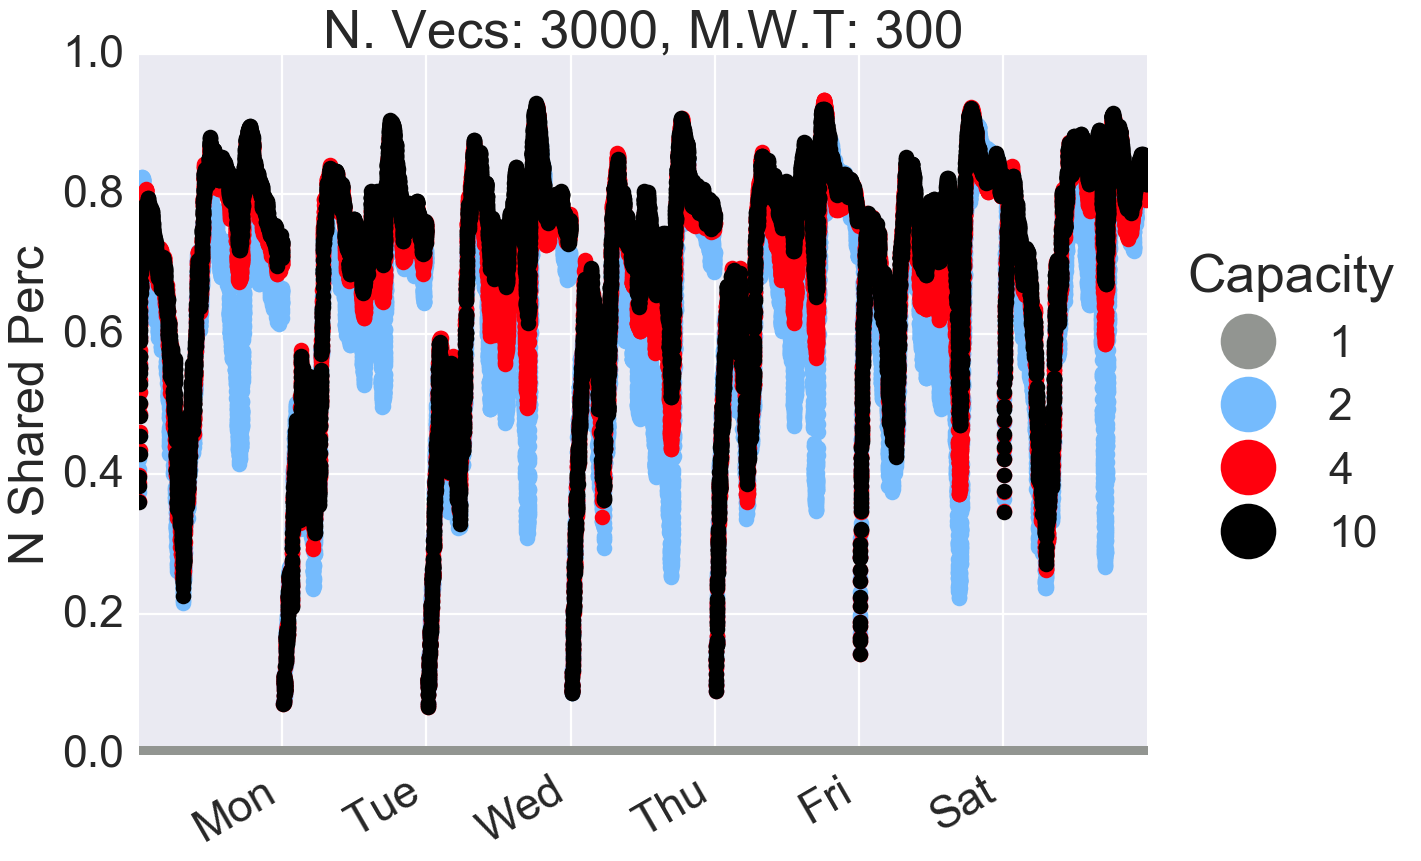 N. Vecs: 3000, M.W.T: 300
N Shared Perc
1.0
0.8
0.6
0.4
0.2
0.0
Mon
Tue
Wed
Thu
Fri
Sat
Capacity
1
2
4
10